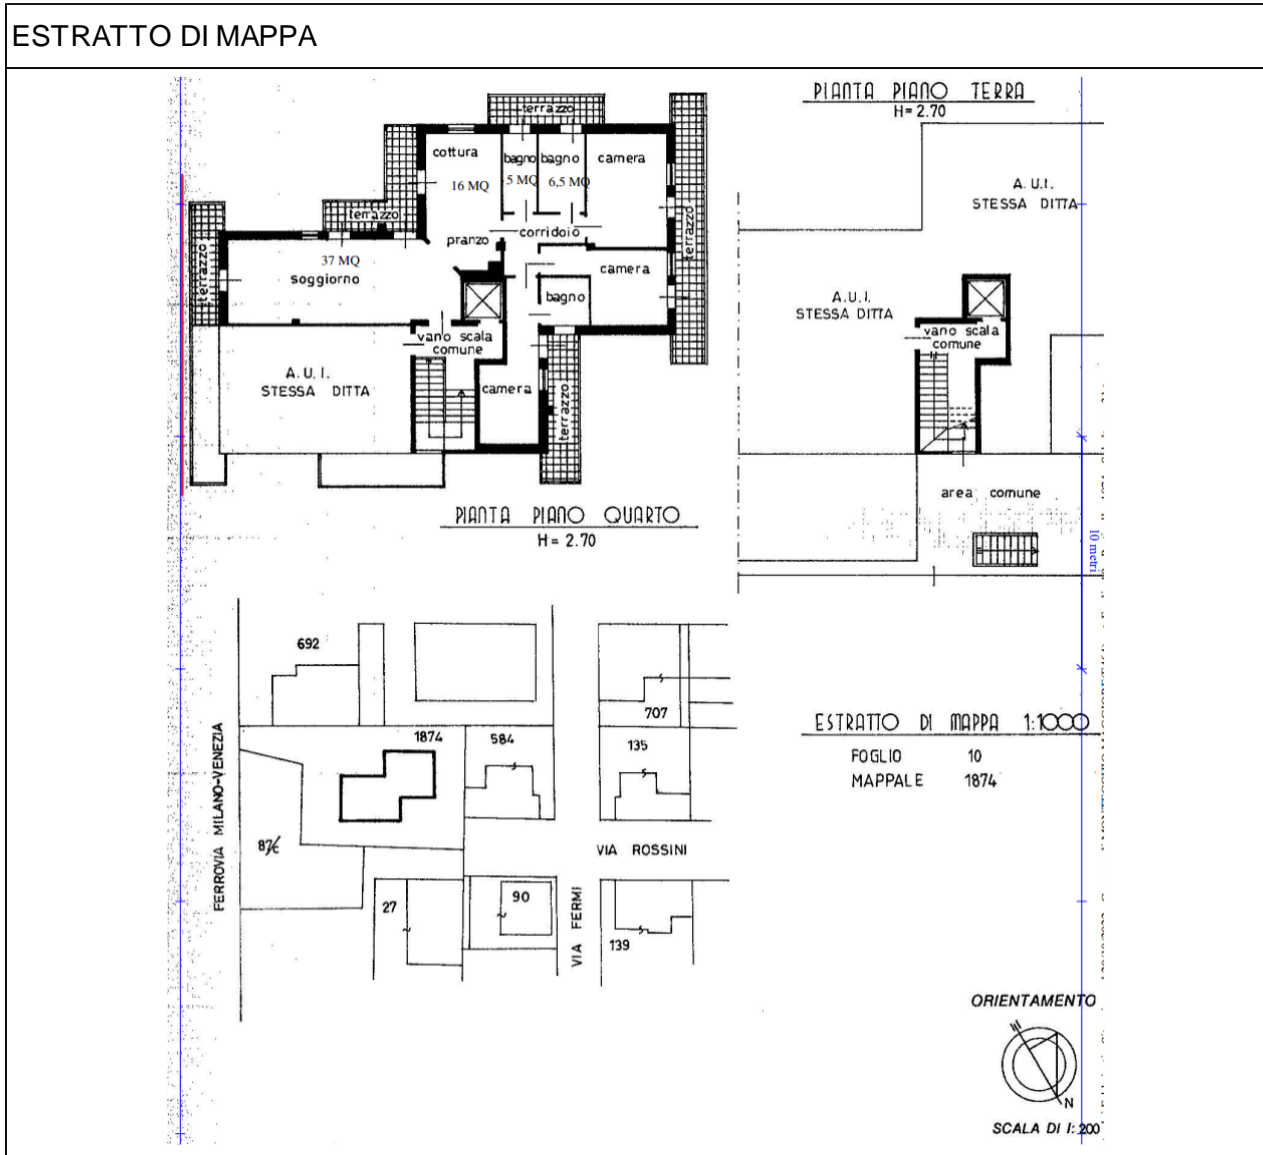 ESTRATTO DI MAPPA
PIANTA PIANO TERRA
H = 2.70
terrazzo
cottura
bagno
bagno
camera
16 MQ
5 MQ
6,5 MQ
terrazzo
corridoio
pranzo
terrazzo
terrazzo
37 MQ
soggiorno
camera
bagno
vano scala
comune
A. U. I.
STESSA DITTA
camera
terrazzo
A. U. I.
STESSA DITTA
A. U. I.
STESSA DITTA
vano scala
comune
area comune
10 metri
PIANTA PIANO QUARTO
H = 2.70
692
707
1874
584
135
FERROVIA MILANO-VENEZIA
VIA ROSSINI
27
90
VIA FERMI
139
ESTRATTO DI MAPPA 1:1000
FOGLIO 10
MAPPALE 1874
ORIENTAMENTO
N
SCALA DI I: 200